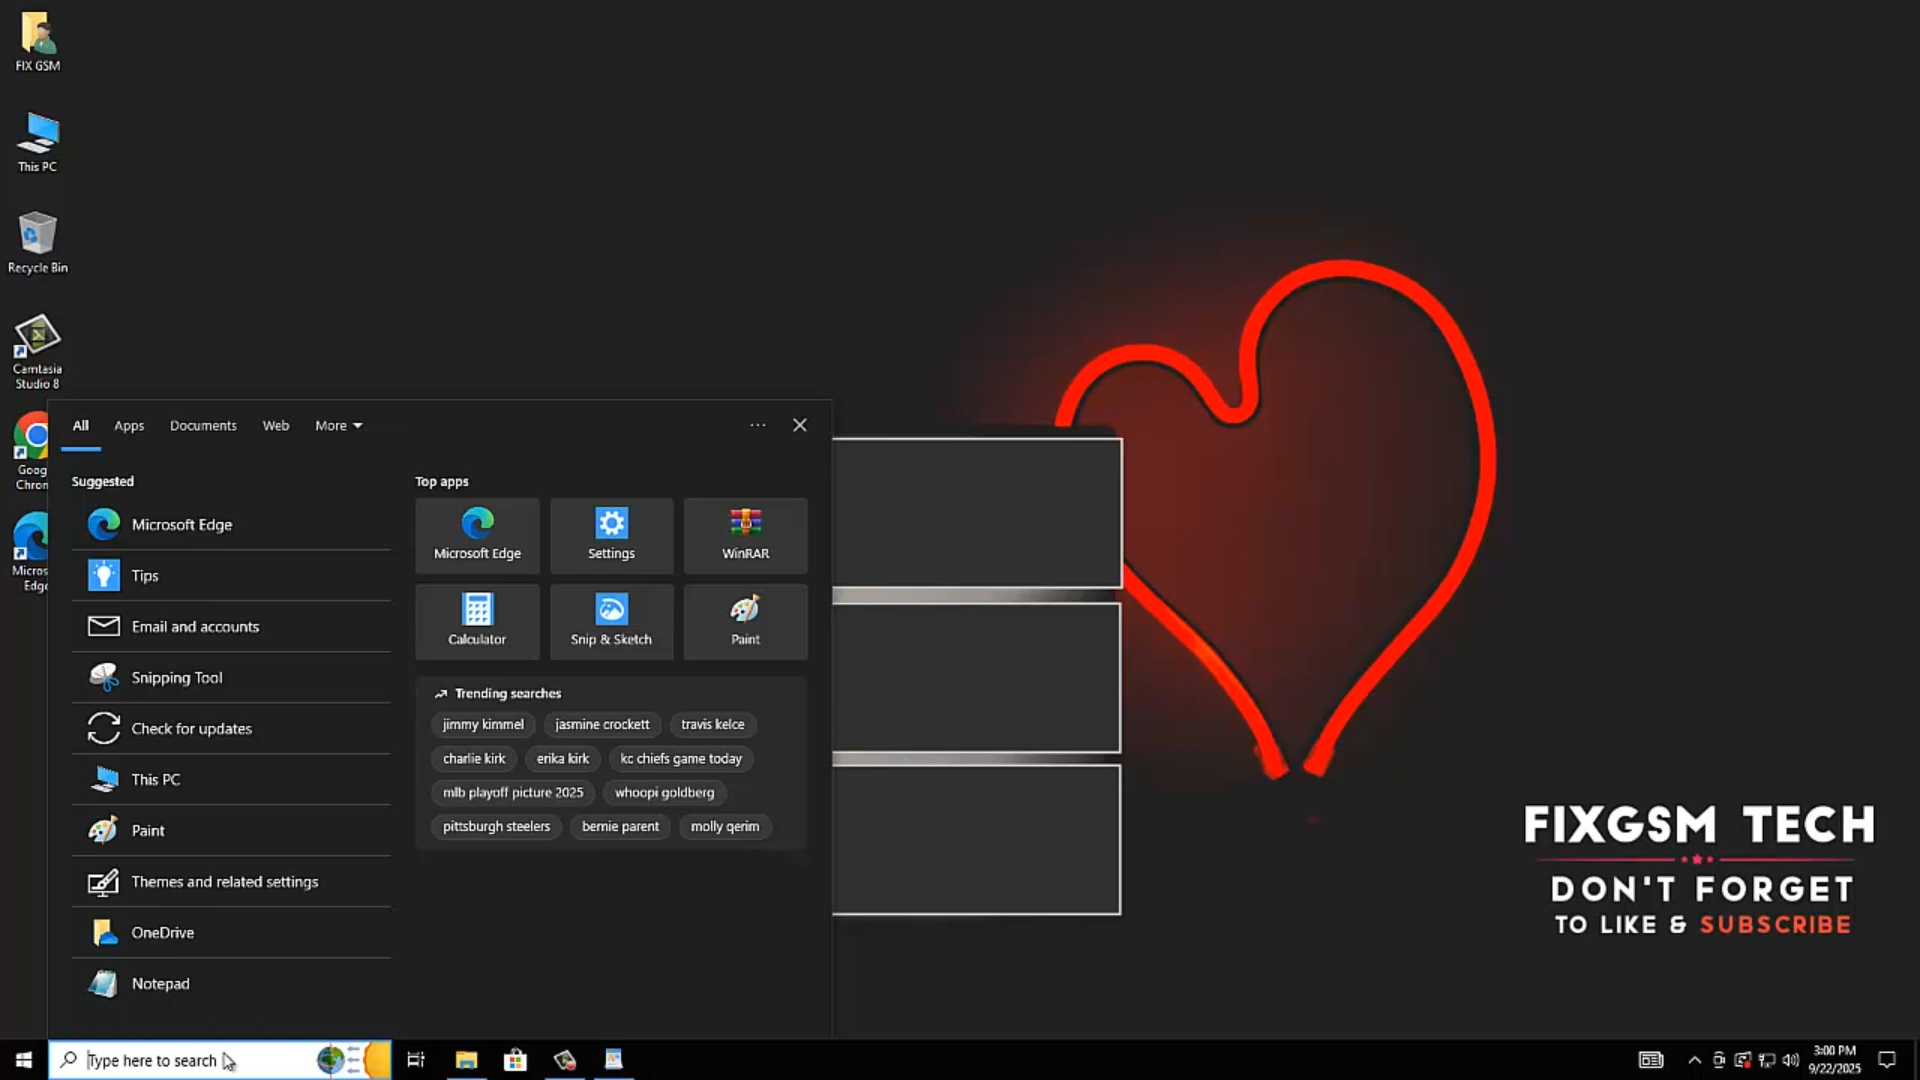 FIX GSM
This PC
Recycle Bin
Camtasia
Studio 8
Goog
Chron
Micros
Edge
All
Apps
Documents
Web
More
Suggested
Microsoft Edge
Tips
Email and accounts
Snipping Tool
Check for updates
This PC
Paint
Themes and related settings
OneDrive
Notepad
Top apps
Microsoft Edge
Settings
WinRAR
Calculator
Snip & Sketch
Paint
Trending searches
jimmy kimmel
jasmine crockett
travis kelce
charlie kirk
erika kirk
kc chiefs game today
mlb playoff picture 2025
whoopi goldberg
pittsburgh steelers
bernie parent
molly qerim
FIXGSM TECH
DON'T FORGET
TO LIKE & SUBSCRIBE
Type here to search
3:00 PM
9/22/2025